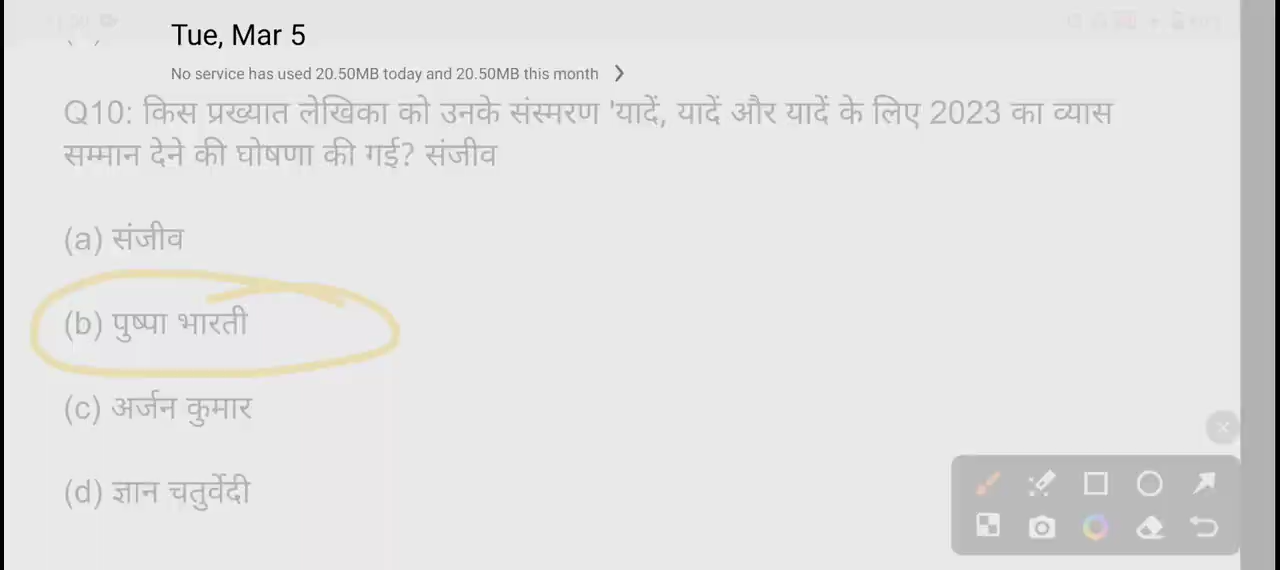 Tue, Mar 5
No service has used 20.50MB today and 20.50MB this month
Q10: किस प्रख्यात लेखिका को उनके संस्मरण 'यादें, यादें और यादें के लिए 2023 का व्यास
सम्मान देने की घोषणा की गई? संजीव
(a) संजीव
(b) पुष्पा भारती
(c) अर्जन कुमार
(d) ज्ञान चतुर्वेदी